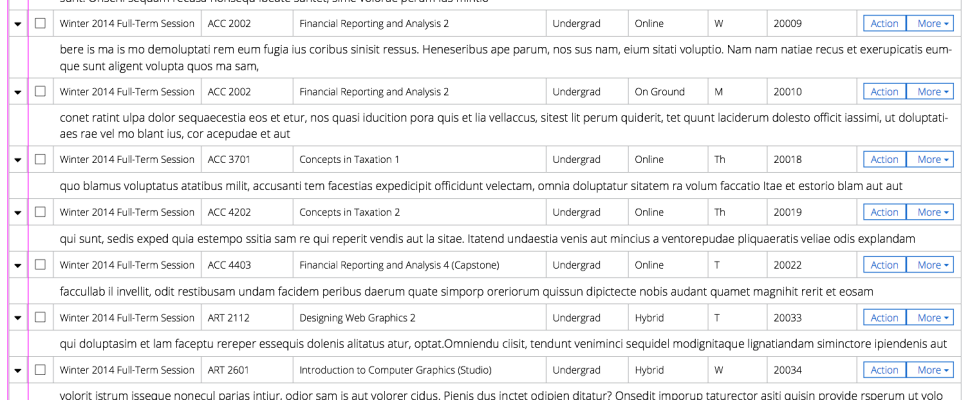 Winter 2014 Full-Term Session ACC 2002 Financial Reporting and Analysis 2 Undergrad Online W 20009 Action More
bere is ma is mo demoluptati rem eum fugia ius coribus sinisit ressus. Heneseribus ape parum, nos sus nam, eium sitati voluptio. Nam nam natiae recus et exerupicatis eum-
que sunt aligent volupta quos ma sam,
Winter 2014 Full-Term Session ACC 2002 Financial Reporting and Analysis 2 Undergrad On Ground M 20010 Action More
conet ratint ulpa dolor sequaecestia eos et etur, nos quasi iducition pora quis et lia vellaccus, sitest lit perum quiderit, tet quunt laciderum dolesto officit iassimi, ut doluptati-
aes rae vel mo blant ius, cor acepudae et aut
Winter 2014 Full-Term Session ACC 3701 Concepts in Taxation 1 Undergrad Online Th 20018 Action More
quo blamus voluptatus atatibus milit, accusanti tem facestias expedicipit officidunt velectam, omnia doluptatur sitatem ra volum faccatio Itae et estorio blam aut aut
Winter 2014 Full-Term Session ACC 4202 Concepts in Taxation 2 Undergrad Online Th 20019 Action More
qui sunt, sedis exped quia estempo ssitia sam re qui reperit vendis aut la sitae. Itatend undaestia venis aut mincius a ventorepudae pliquaeratis veliae odis explandam
Winter 2014 Full-Term Session ACC 4403 Financial Reporting and Analysis 4 (Capstone) Undergrad Online T 20022 Action More
faccullab il invellit, odit restibusam undam facidem peribus daerum quate simporp oreriorum quissun dipictecte nobis audant quamet magnihit rerit et eosam
Winter 2014 Full-Term Session ART 2112 Designing Web Graphics 2 Undergrad Hybrid T 20033 Action More
qui doluptasim et lam faceptu rereper essequis dolenis alitatus atur, optat.Omniendu ciisit, tendunt veniminci sequidel modignitaque lignatiandam siminctore ipiendenis aut
Winter 2014 Full-Term Session ART 2601 Introduction to Computer Graphics (Studio) Undergrad Hybrid W 20034 Action More
volorit istrum isseque nonecul parias intiur, odior sam is aut volorer cidus. Pienis dus inctet odipien ditatur? Onsedit imporup taturector asiti quisin provide rsperum ut volo